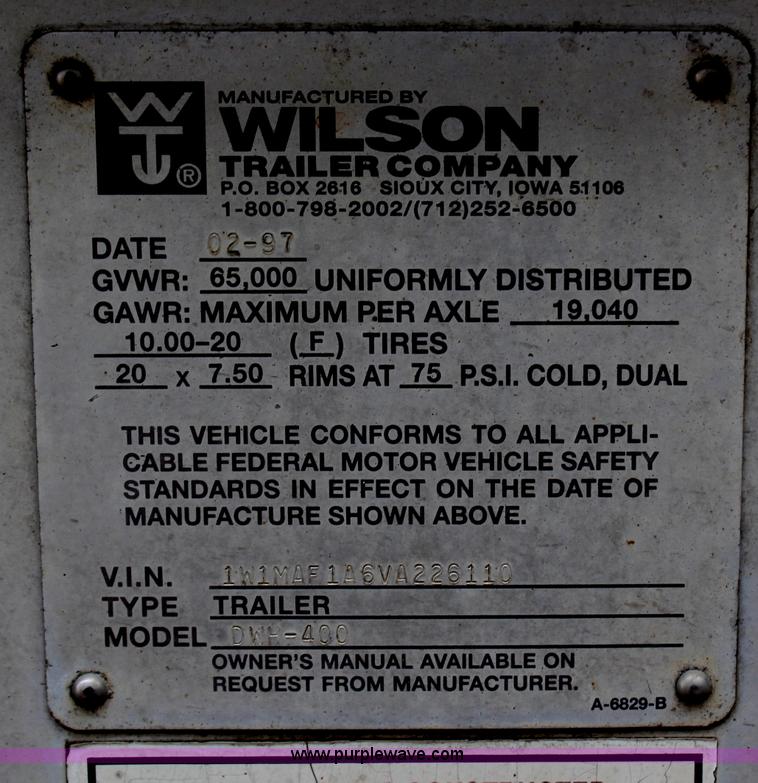 MANUFACTURED BY
WILSON
TRAILER COMPANY
P.O. BOX 2616 SIOUX CITY, IOWA 51106
1-800-798-2002/(712)252-6500
DATE 02-97
GVWR: 65,000 UNIFORMLY DISTRIBUTED
GAWR: MAXIMUM PER AXLE 19,040
10.00-20 (F) TIRES
20 x 7.50 RIMS AT 75 P.S.I. COLD, DUAL
THIS VEHICLE CONFORMS TO ALL APPLI-
CABLE FEDERAL MOTOR VEHICLE SAFETY
STANDARDS IN EFFECT ON THE DATE OF
MANUFACTURE SHOWN ABOVE.
V.I.N. 1W1MAF1A6VA226110
TYPE TRAILER
MODEL DWH-400
OWNER'S MANUAL AVAILABLE ON
REQUEST FROM MANUFACTURER.
A-6829-B
www.purplewave.com